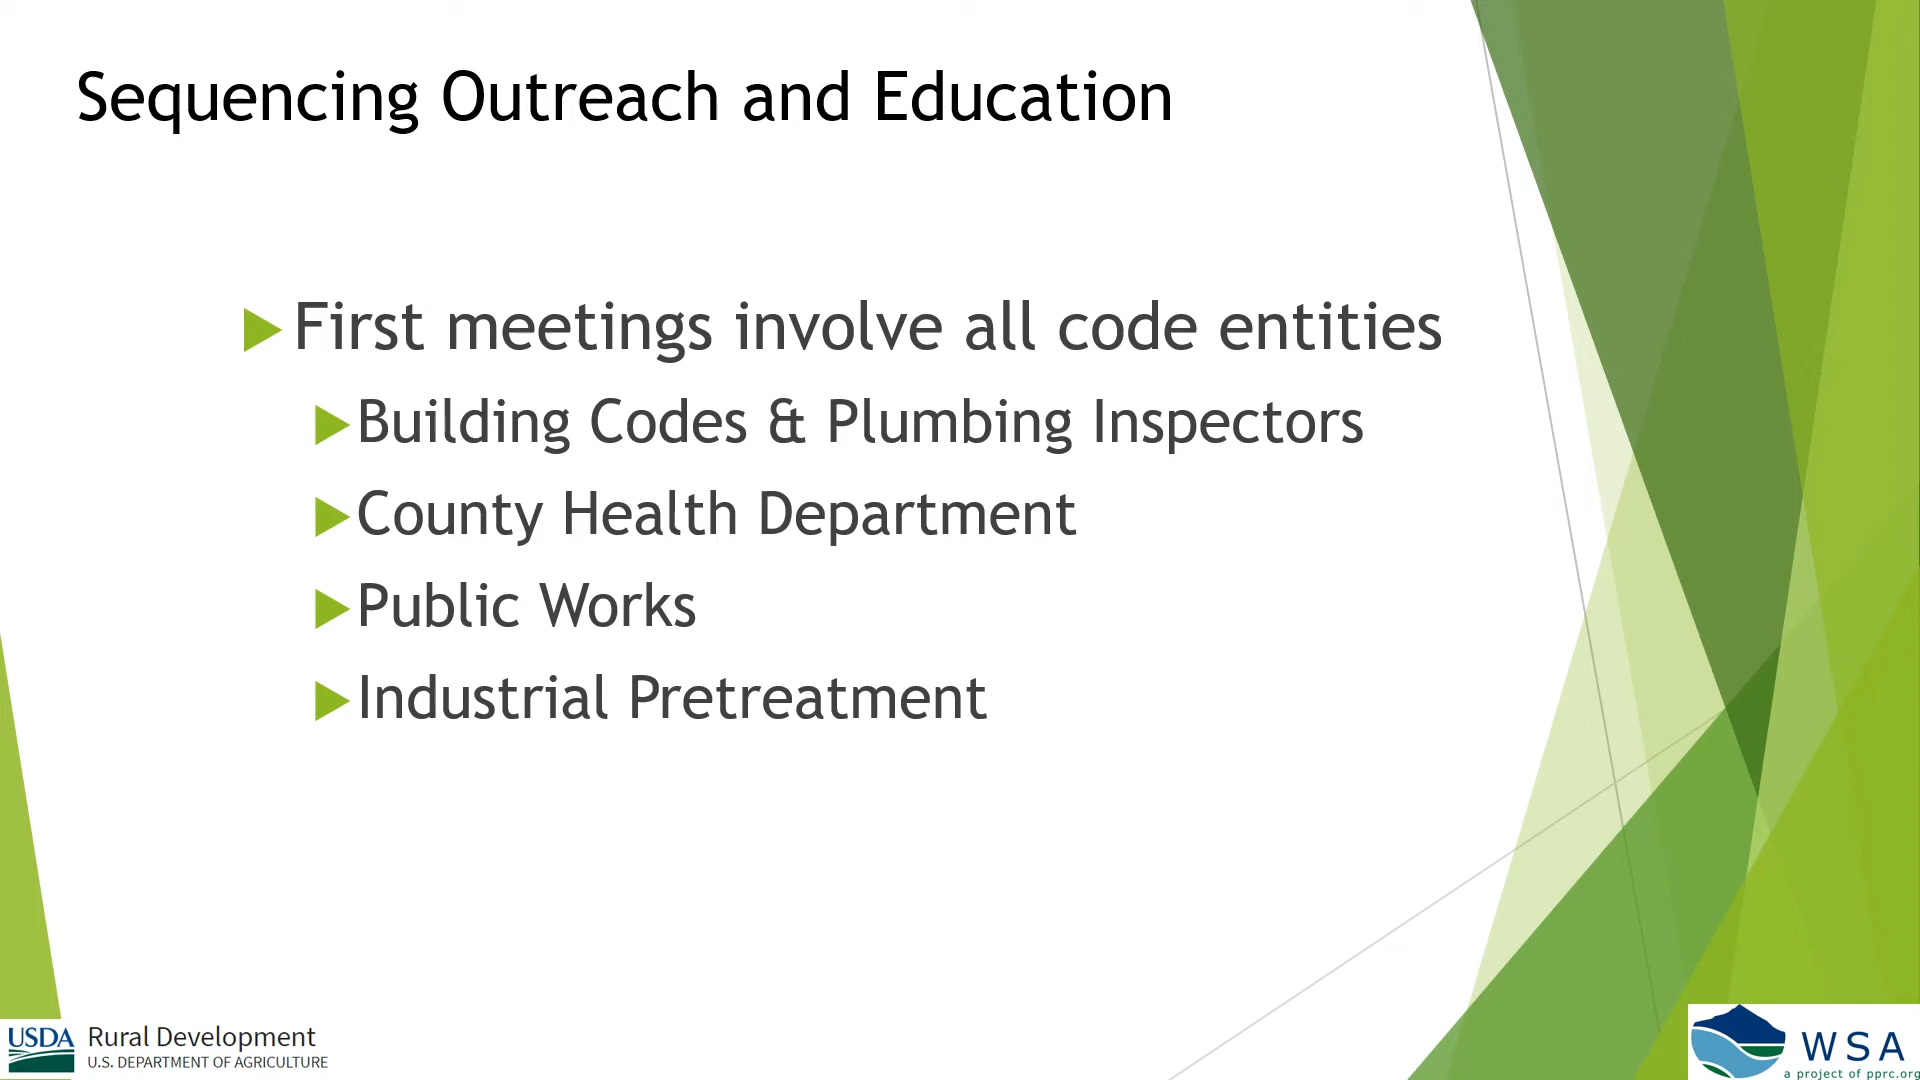 Sequencing Outreach and Education
First meetings involve all code entities
Building Codes & Plumbing Inspectors
County Health Department
Public Works
Industrial Pretreatment
USDA Rural Development
U.S. DEPARTMENT OF AGRICULTURE
WSA
a project of pprc.org